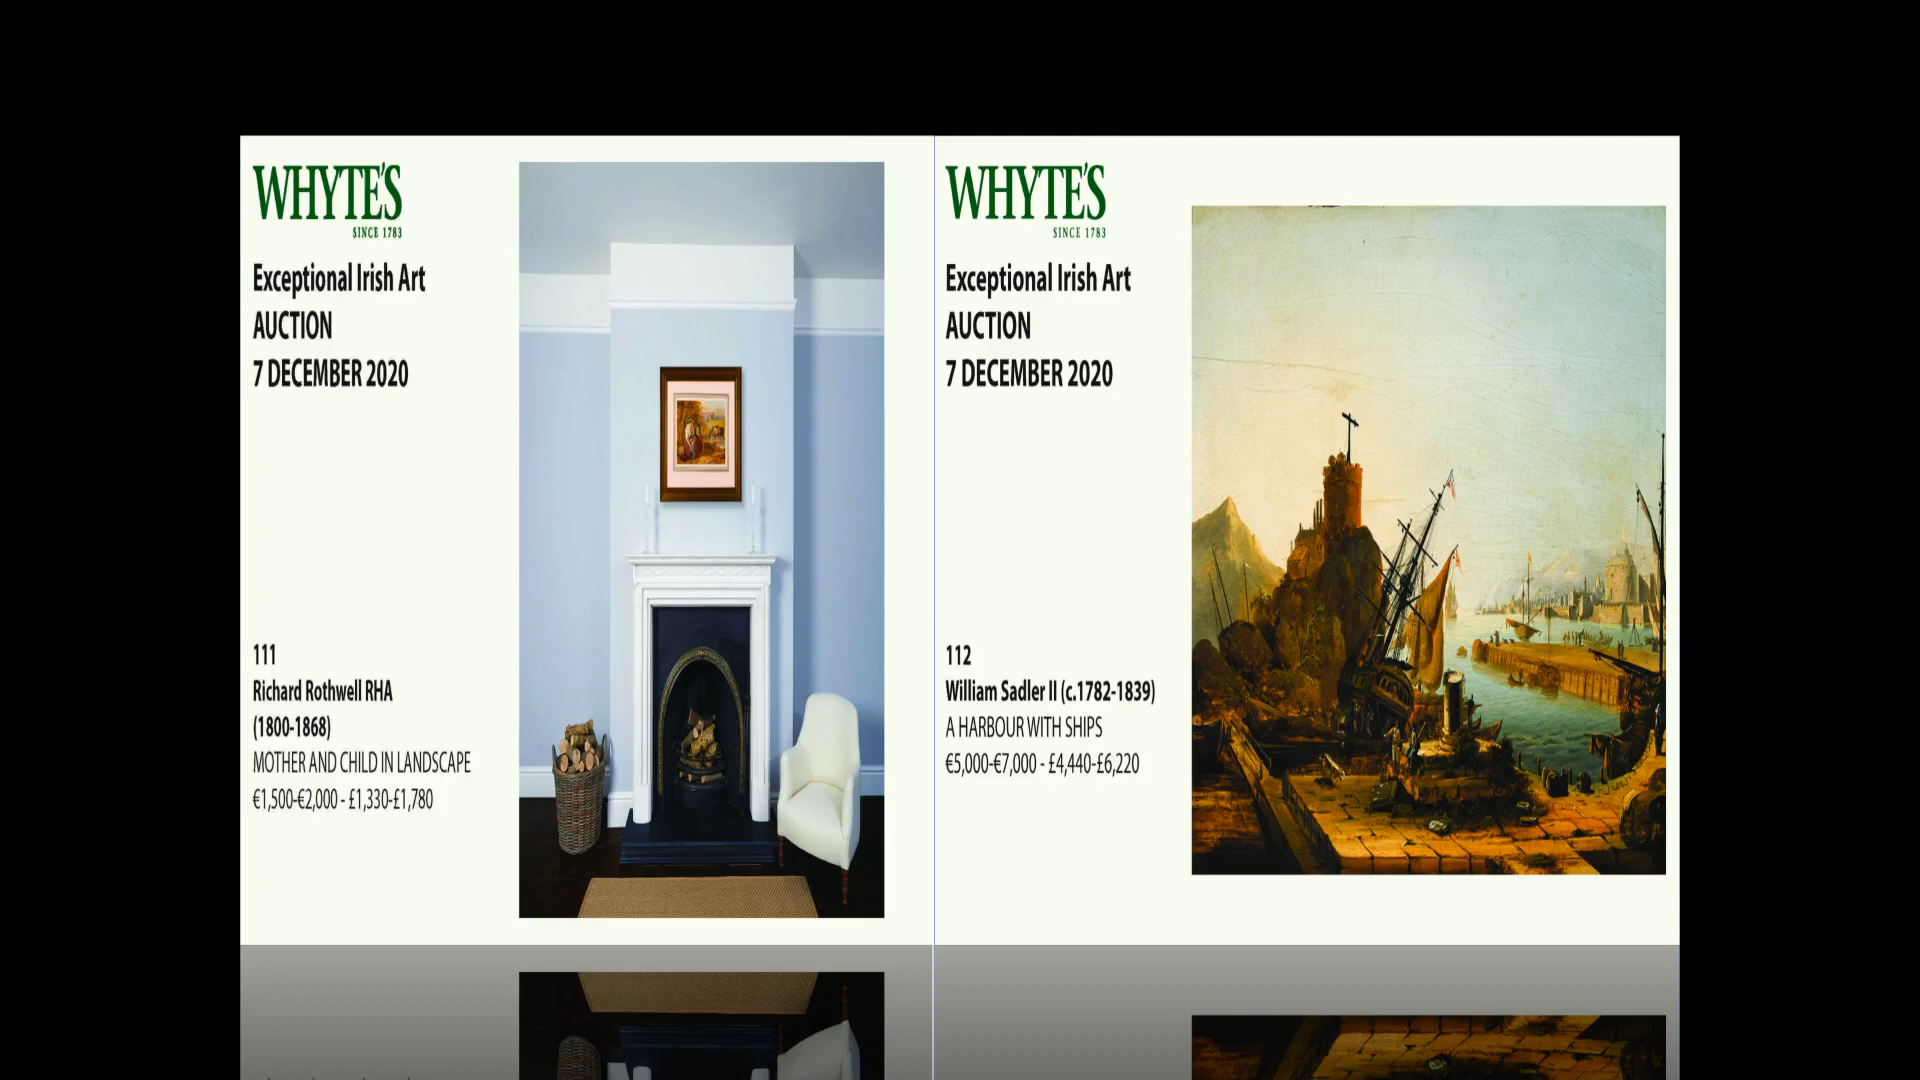 WHYTE'S
SINCE 1783
Exceptional Irish Art
AUCTION
7 DECEMBER 2020
111
Richard Rothwell RHA
(1800-1868)
MOTHER AND CHILD IN LANDSCAPE
€1,500-€2,000 - £1,330-£1,780
WHYTE'S
SINCE 1783
Exceptional Irish Art
AUCTION
7 DECEMBER 2020
112
William Sadler II (c.1782-1839)
A HARBOUR WITH SHIPS
€5,000-€7,000 - £4,440-£6,220